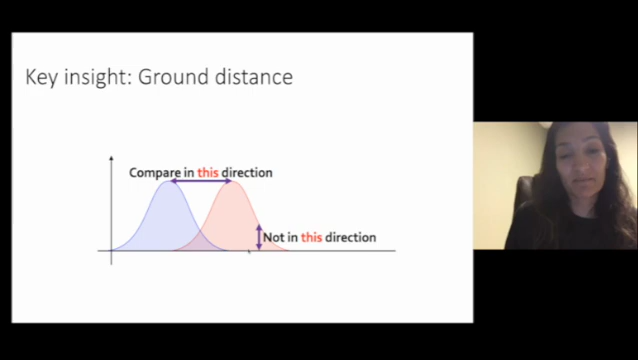 Key insight: Ground distance
Compare in this direction
Not in this direction